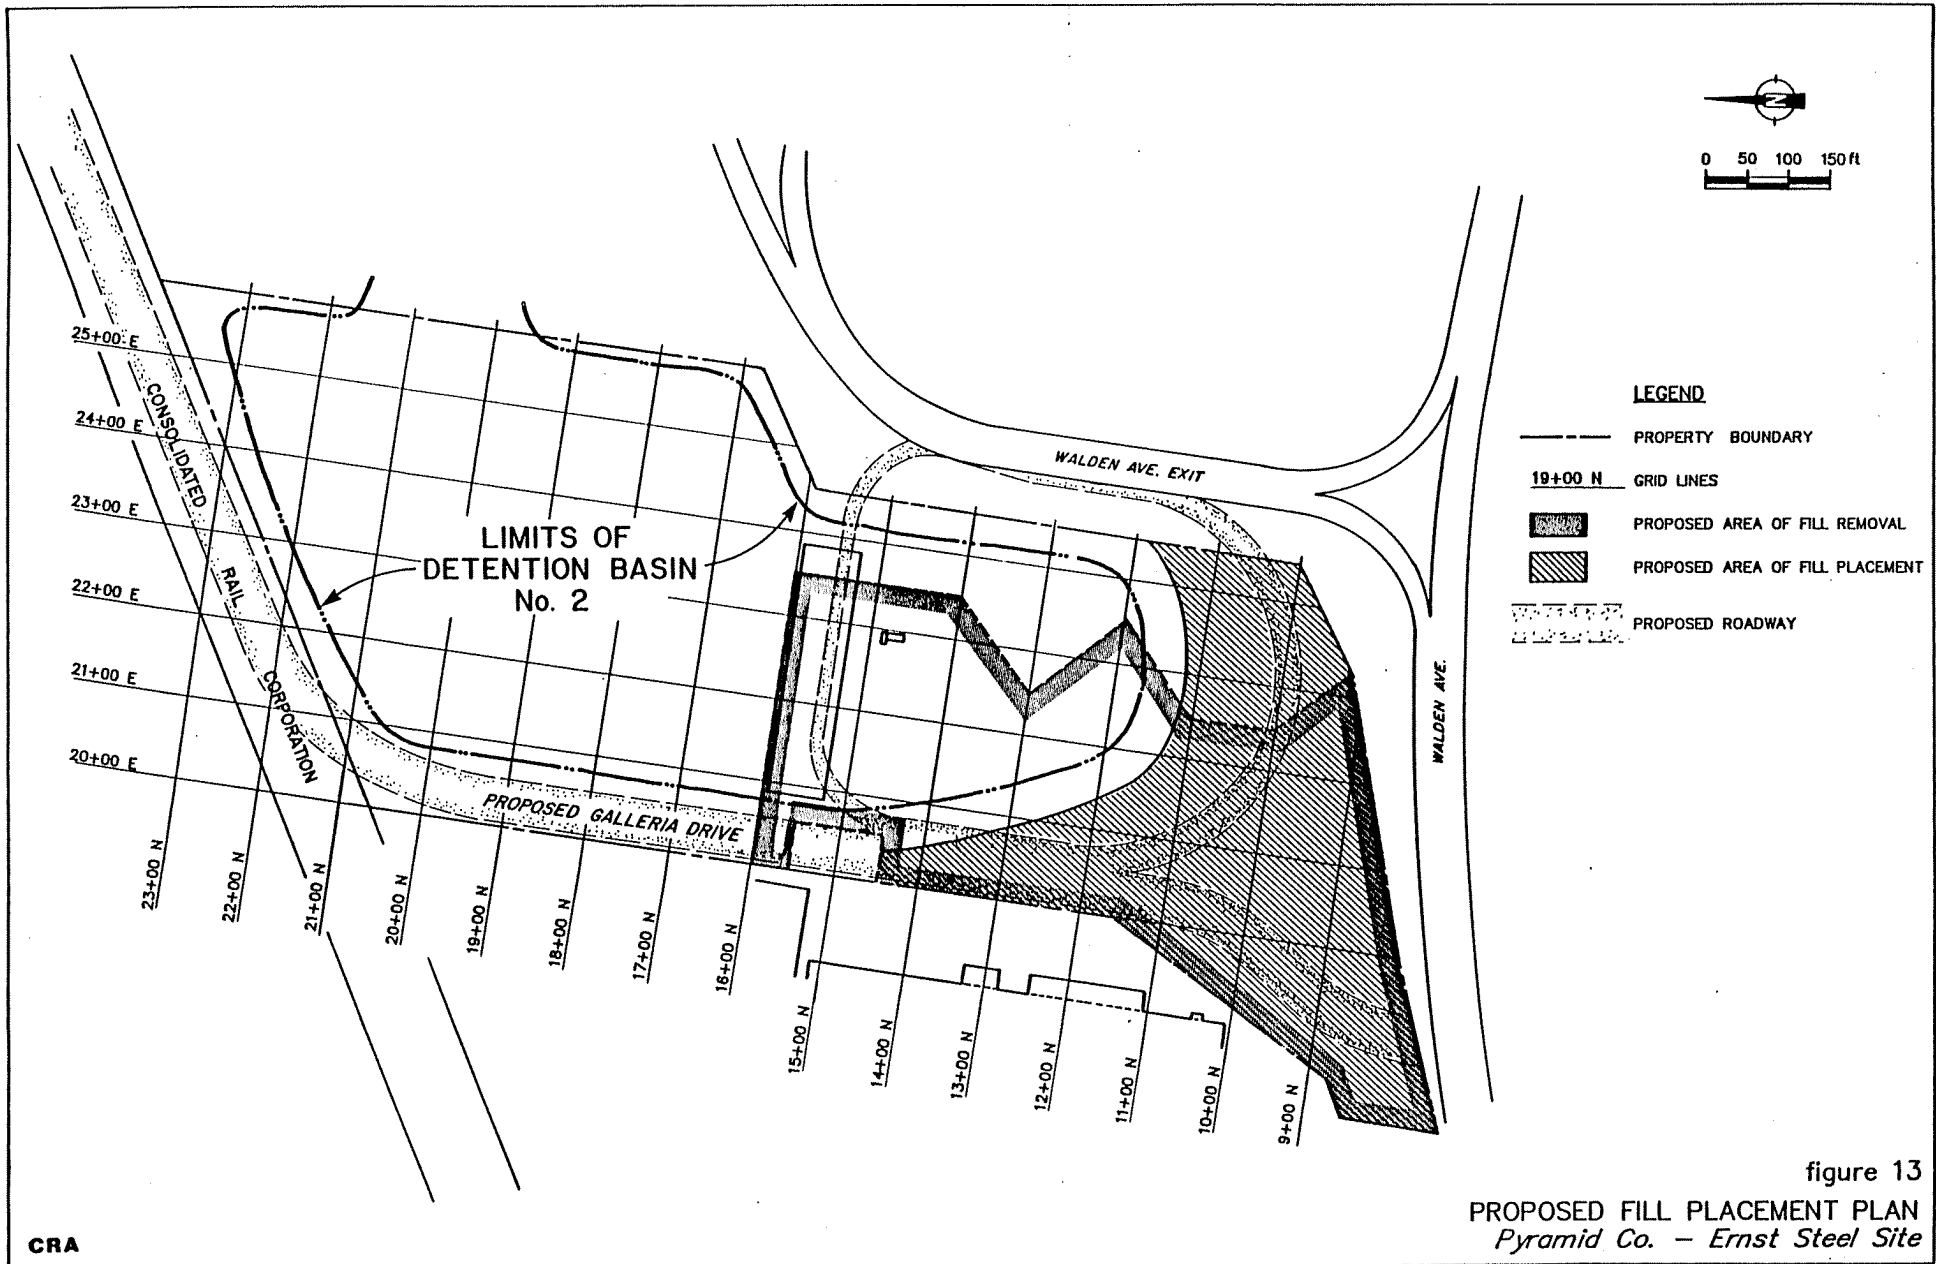 N
0 50 100 150 ft
25+00 E
24+00 E
23+00 E
22+00 E
21+00 E
20+00 E
CONSOLIDATED
RAIL
CORPORATION
LIMITS OF
DETENTION BASIN
No. 2
WALDEN AVE. EXIT
WALDEN AVE.
PROPOSED GALLERIA DRIVE
23+00 N
22+00 N
21+00 N
20+00 N
19+00 N
18+00 N
17+00 N
16+00 N
15+00 N
14+00 N
13+00 N
12+00 N
11+00 N
10+00 N
9+00 N
LEGEND
PROPERTY BOUNDARY
19+00 N GRID LINES
PROPOSED AREA OF FILL REMOVAL
PROPOSED AREA OF FILL PLACEMENT
PROPOSED ROADWAY
figure 13
PROPOSED FILL PLACEMENT PLAN
Pyramid Co. – Ernst Steel Site
CRA